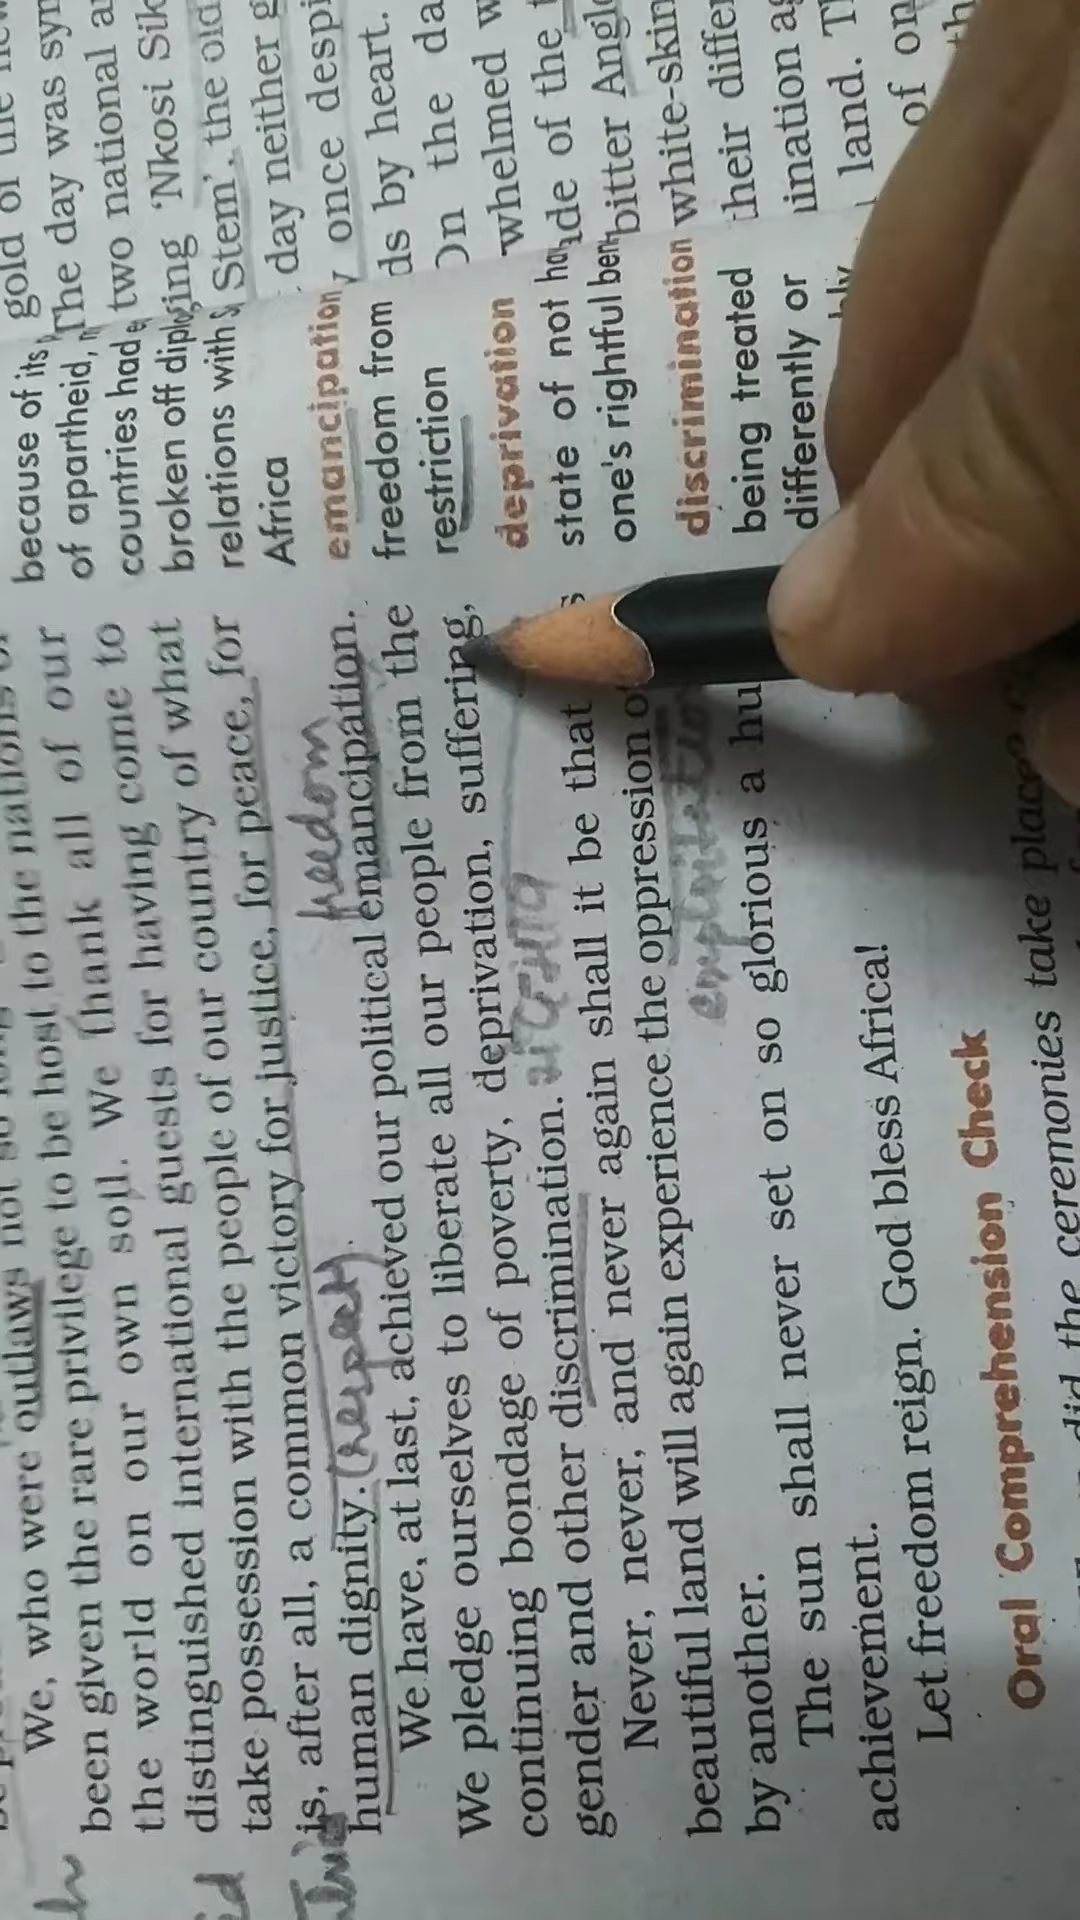 We, who were outlaws not so long
been given the rare privilege to be host to the nations of
the world on our own soil. We thank all of our
distinguished international guests for having come to
take possession with the people of our country of what
is, after all, a common victory for justice, for peace, for
human dignity. (respect)
freedom
We have, at last, achieved our political emancipation.
We pledge ourselves to liberate all our people from the
continuing bondage of poverty, deprivation, suffering,
gender and other discrimination.
Never, never, and never again shall it be that
beautiful land will again experience the oppression
by another.
The sun shall never set on so glorious a hu
achievement.
Let freedom reign. God bless Africa!
Oral Comprehension Check
did the ceremonies take place
because of its
of apartheid,
countries had
broken off
relations with
Africa
emancipation
freedom from
restriction
deprivation
state of not
one's rightful
discrimination
being treated
differently or
gold of the
The day was
two national
'Nkosi Sik
Stem', the old
day neither
once despi
ds by heart.
On the da
whelmed w
of the
bitter Anglo
white-skin
their differ
land.
of on